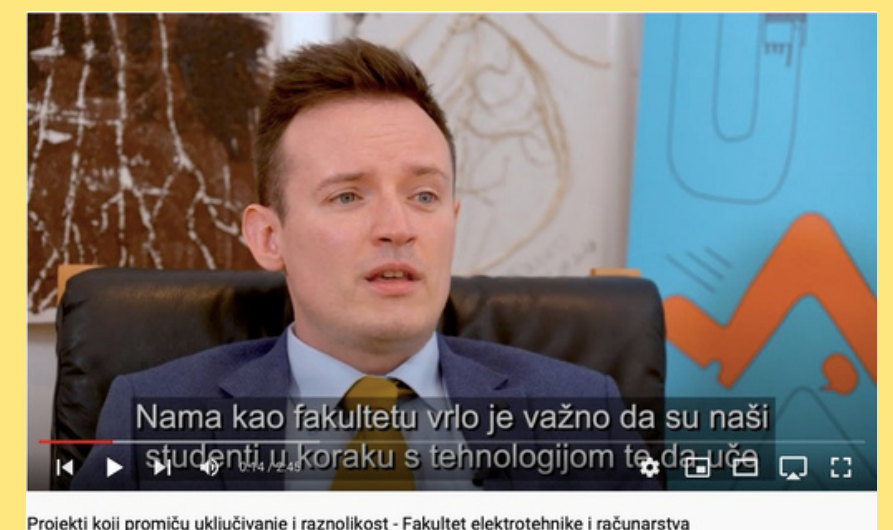 Nama kao fakultetu vrlo je važno da su naši
studenti u koraku s tehnologijom te da uče
0:14 / 2:45
Projekti koji promiču uključivanje i raznolikost - Fakultet elektrotehnike i računarstva